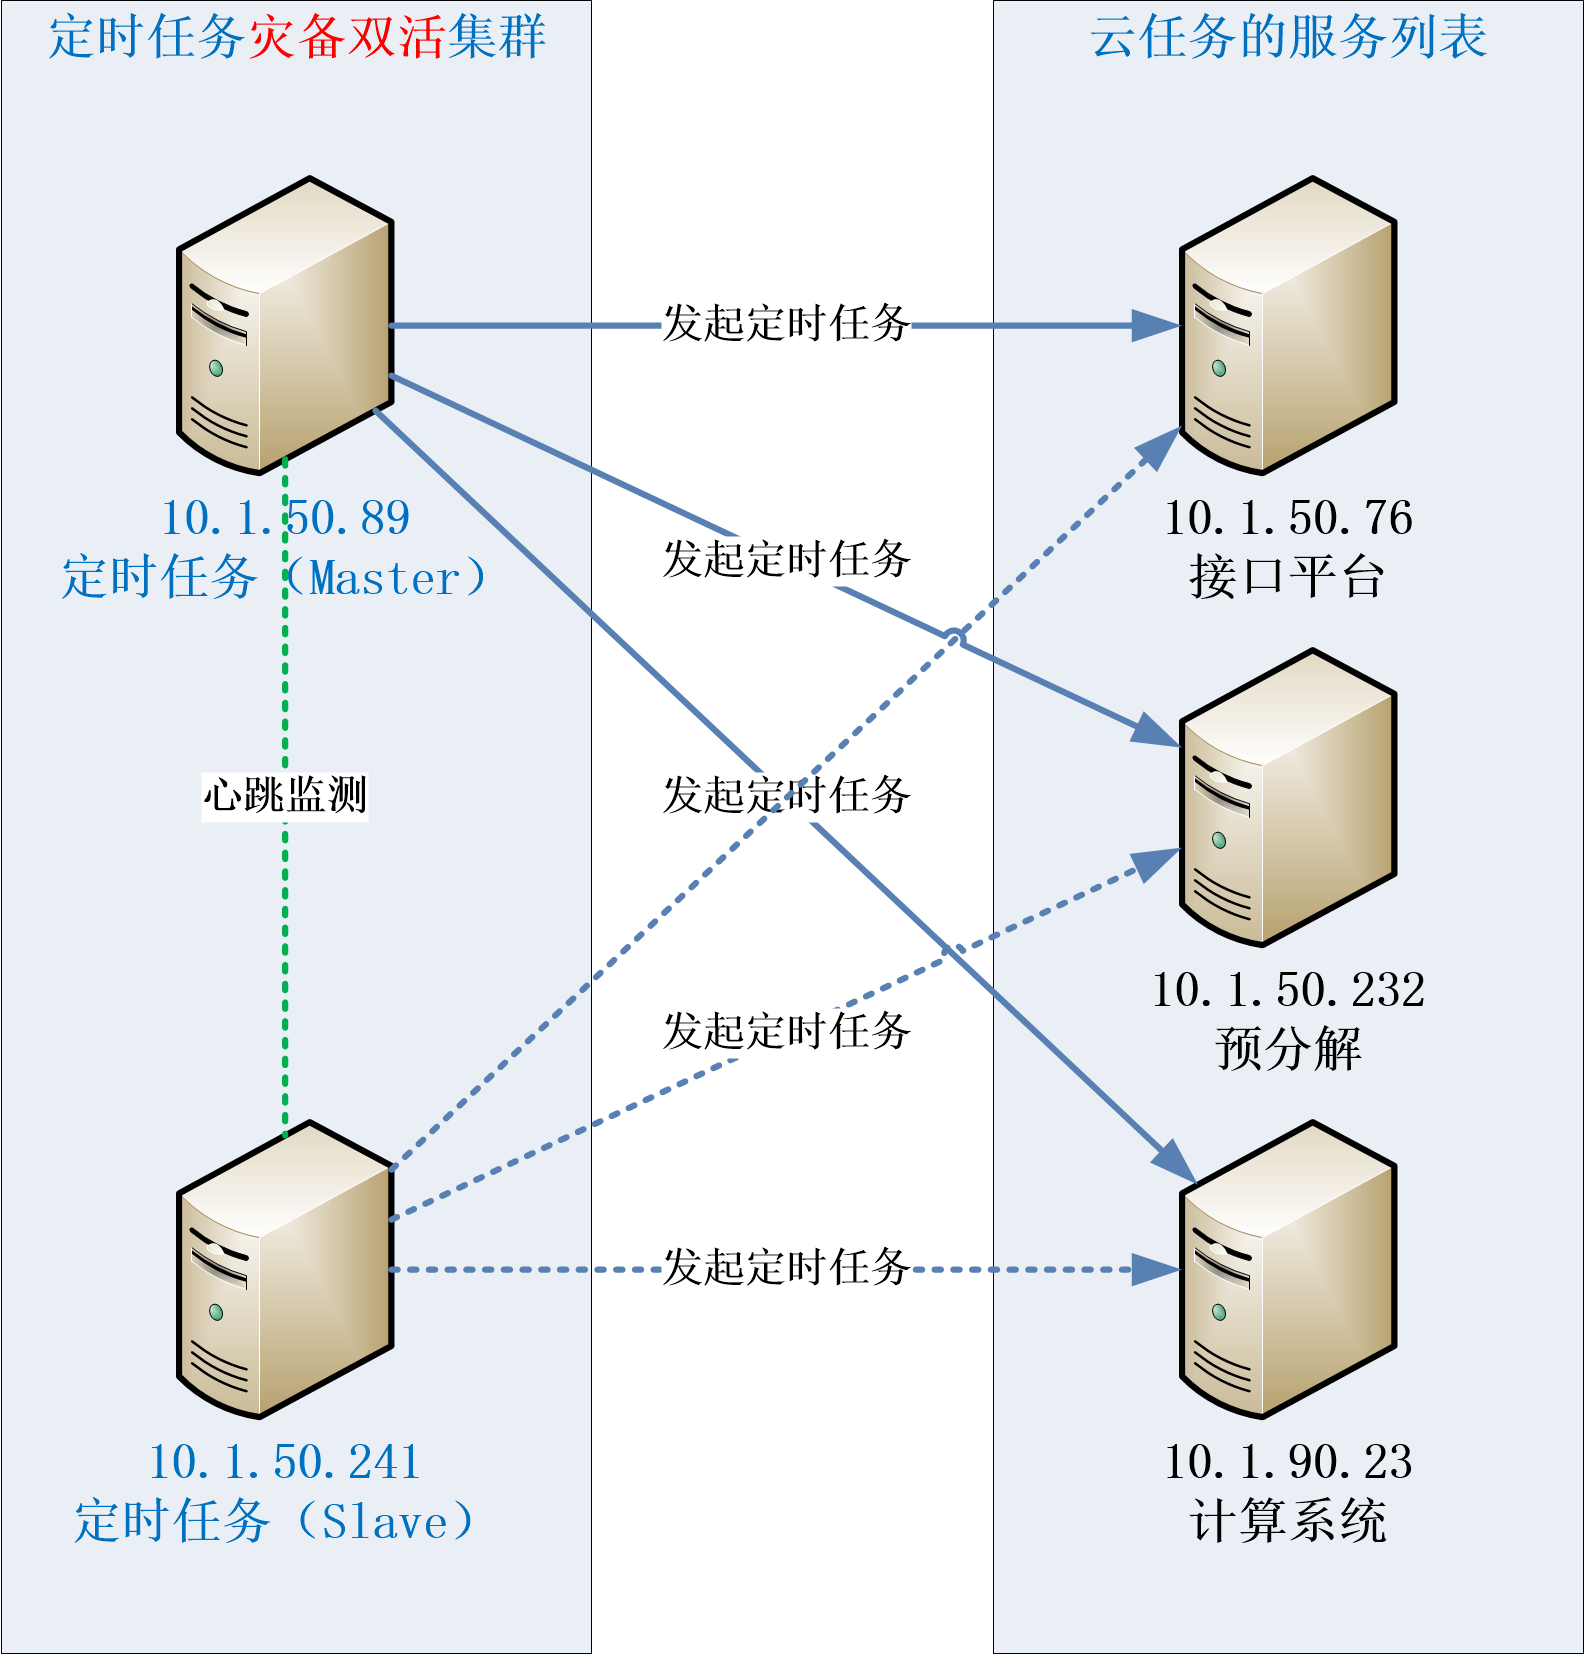 定时任务灾备双活集群
云任务的服务列表
发起定时任务
10.1.50.89
定时任务（Master）
10.1.50.76
接口平台
发起定时任务
心跳监测
发起定时任务
10.1.50.232
预分解
发起定时任务
发起定时任务
10.1.50.241
定时任务（Slave）
10.1.90.23
计算系统